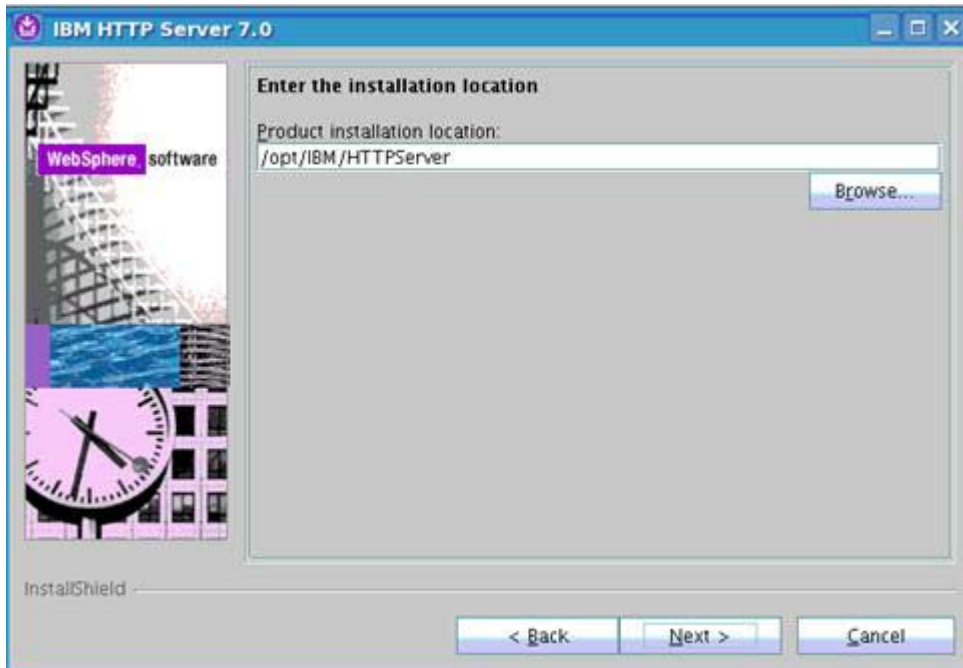 IBM HTTP Server 7.0
WebSphere. software
Enter the installation location
Product installation location:
/opt/IBM/HTTPServer
Browse...
InstallShield
< Back
Next >
Cancel